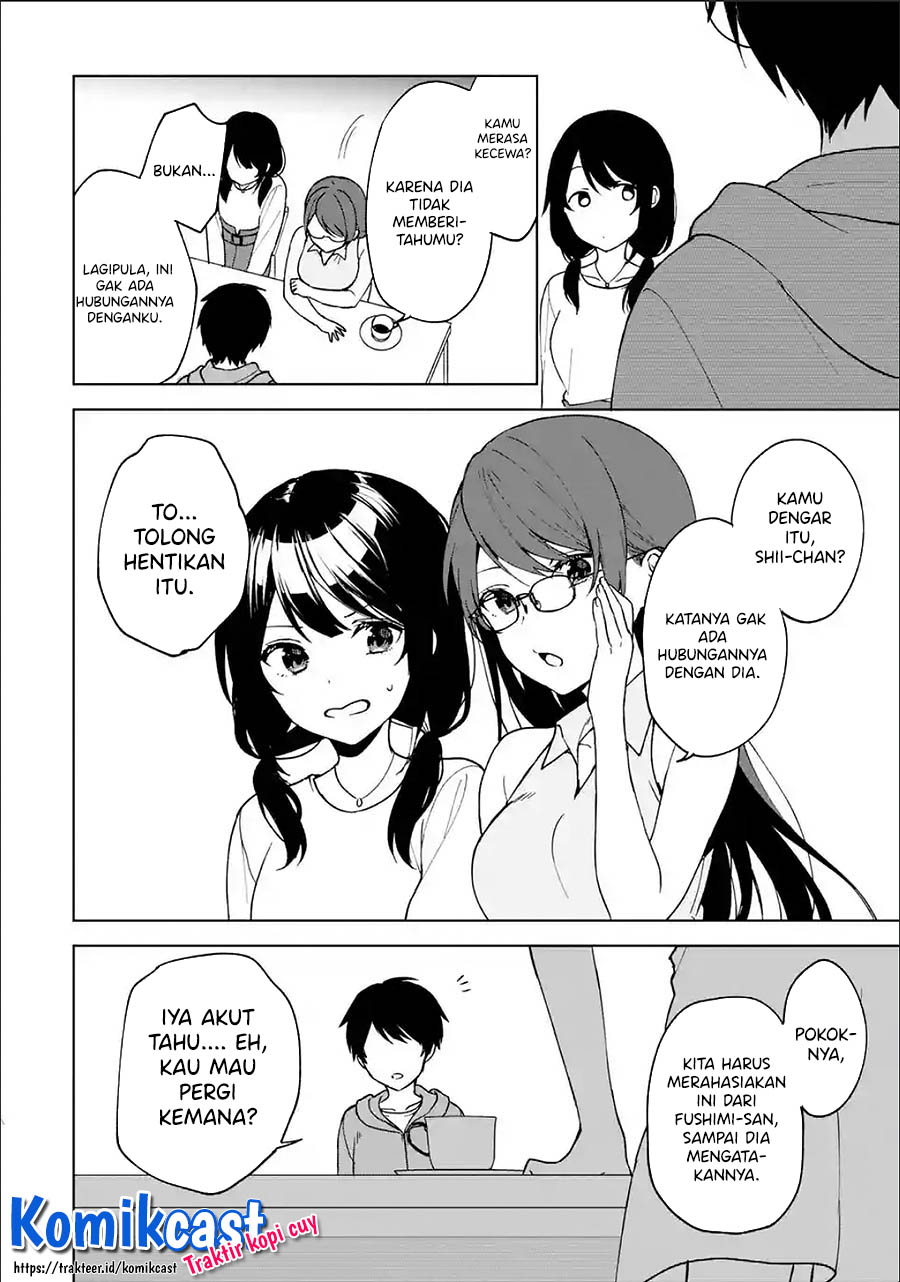 KAMU
MERASA
KECEWA?
KARENA DIA
TIDAK
MEMBERI-
TAHUMU?
BUKAN...
LAGIPULA, INI
GAK ADA
HUBUNGANNYA
DENGANKU.
KAMU
DENGAR
ITU,
SHII-CHAN?
KATANYA GAK
ADA
HUBUNGANNYA
DENGAN DIA.
TO...
TOLONG
HENTIKAN
ITU.
POKOK-
NYA,
KITA HARUS
MERAHASIAKAN
INI DARI
FUSHIMI-SAN,
SAMPAI DIA
MENGATA-
KANNYA.
IYA AKUT
TAHU.... EH,
KAU MAU
PERGI
KEMANA?
Komikcast
Traktir kopi cuy
https://trakteer.id/komikcast